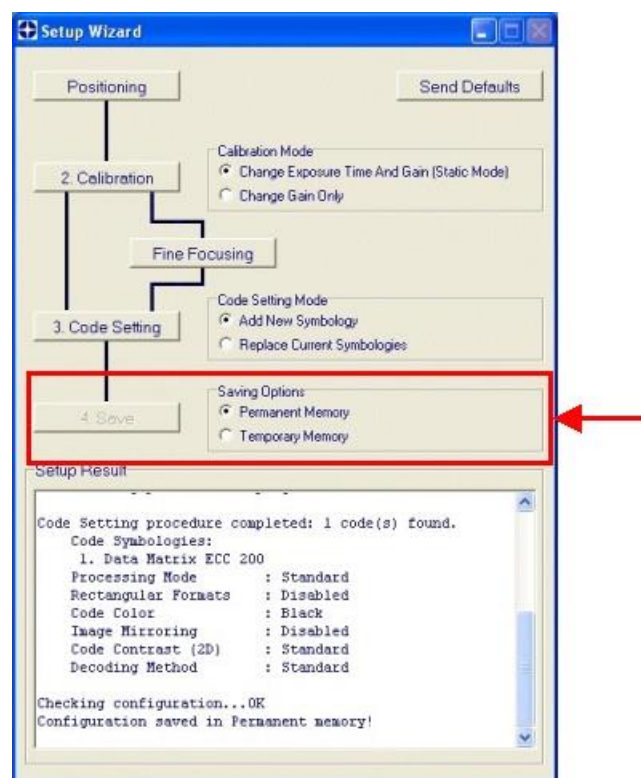 Setup Wizard
Positioning
Send Defaults
Calibration Mode
2. Calibration
Change Exposure Time And Gain (Static Mode)
Change Gain Only
Fine Focusing
Code Setting Mode
3. Code Setting
Add New Symbology
Replace Current Symbologies
Saving Options
4. Save
Permanent Memory
Temporary Memory
Setup Result
Code Setting procedure completed: 1 code(s) found.
Code Symbologies:
1. Data Matrix ECC 200
Processing Mode : Standard
Rectangular Formats : Disabled
Code Color : Black
Image Mirroring : Disabled
Code Contrast (2D) : Standard
Decoding Method : Standard
Checking configuration...OK
Configuration saved in Permanent memory!